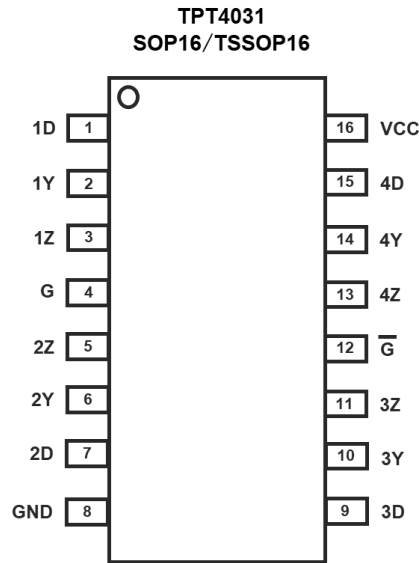 TPT4031
SOP16/TSSOP16
1D 1 16 VCC
1Y 2 15 4D
1Z 3 14 4Y
G 4 13 4Z
2Z 5 12 G̅
2Y 6 11 3Z
2D 7 10 3Y
GND 8 9 3D